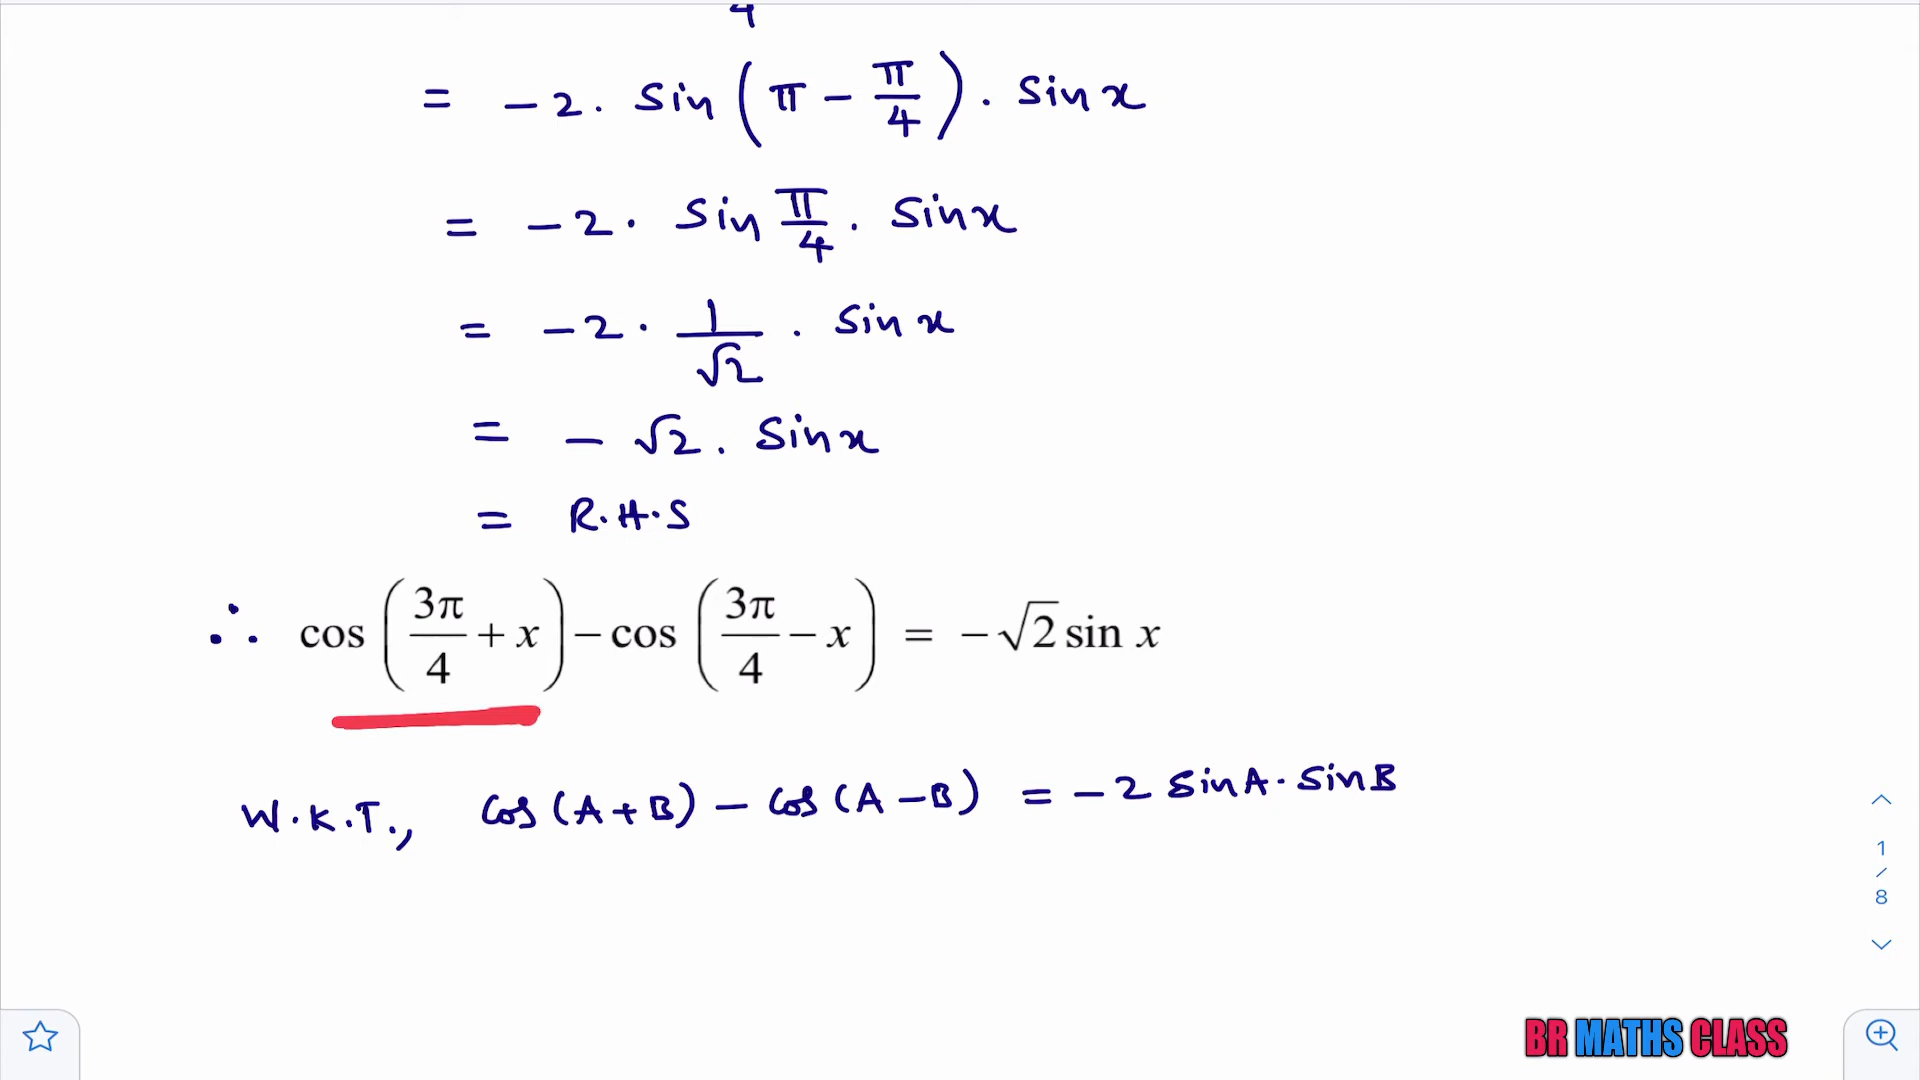 4
= -2 . Sin (π - π/4) . Sin x
= -2 . Sin π/4 . Sin x
= -2 . 1/√2 . Sin x
= - √2 . Sin x
= R.H.S
∴ cos (3π/4 + x) - cos (3π/4 - x) = -√2 sin x
W.K.T., Cos (A+B) - Cos (A-B) = -2 SinA . SinB
1
/
8
BR MATHS CLASS